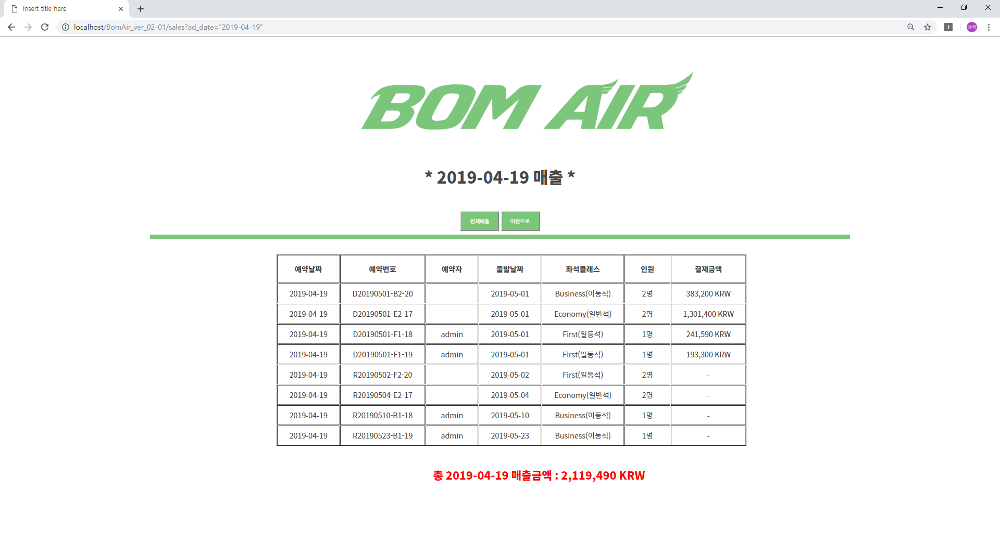 Insert title here
localhost/BomAir_ver_02-01/sales?ad_date="2019-04-19"
I
동혁
BOM AIR
* 2019-04-19 매출 *
전체매출 이전으로
예약날짜 예약번호 예약자 출발날짜 좌석클래스 인원 결제금액
2019-04-19 D20190501-B2-20 2019-05-01 Business(이등석) 2명 383,200 KRW
2019-04-19 D20190501-E2-17 2019-05-01 Economy(일반석) 2명 1,301,400 KRW
2019-04-19 D20190501-F1-18 admin 2019-05-01 First(일등석) 1명 241,590 KRW
2019-04-19 D20190501-F1-19 admin 2019-05-01 First(일등석) 1명 193,300 KRW
2019-04-19 R20190502-F2-20 2019-05-02 First(일등석) 2명 -
2019-04-19 R20190504-E2-17 2019-05-04 Economy(일반석) 2명 -
2019-04-19 R20190510-B1-18 admin 2019-05-10 Business(이등석) 1명 -
2019-04-19 R20190523-B1-19 admin 2019-05-23 Business(이등석) 1명 -
총 2019-04-19 매출금액 : 2,119,490 KRW